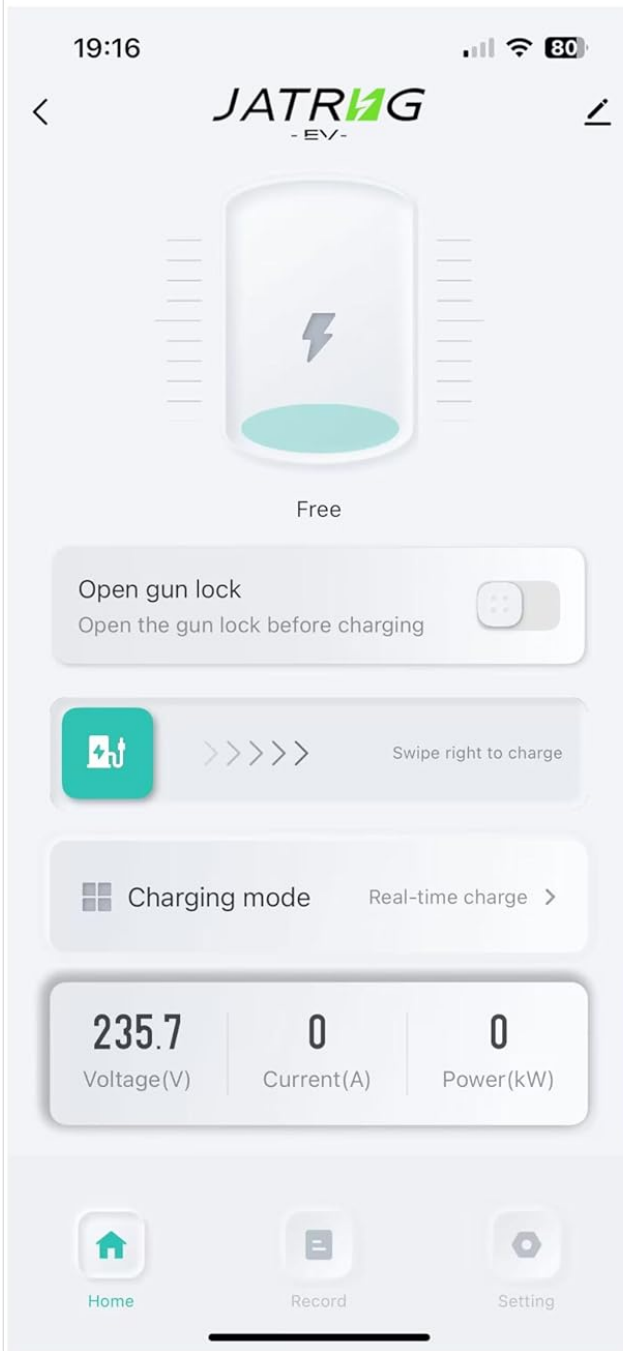 19:16
80
JATRNG
- EV -
Free
Open gun lock
Open the gun lock before charging
Swipe right to charge
Charging mode
Real-time charge
235.7
0
0
Voltage(V)
Current(A)
Power(kW)
Home
Record
Setting